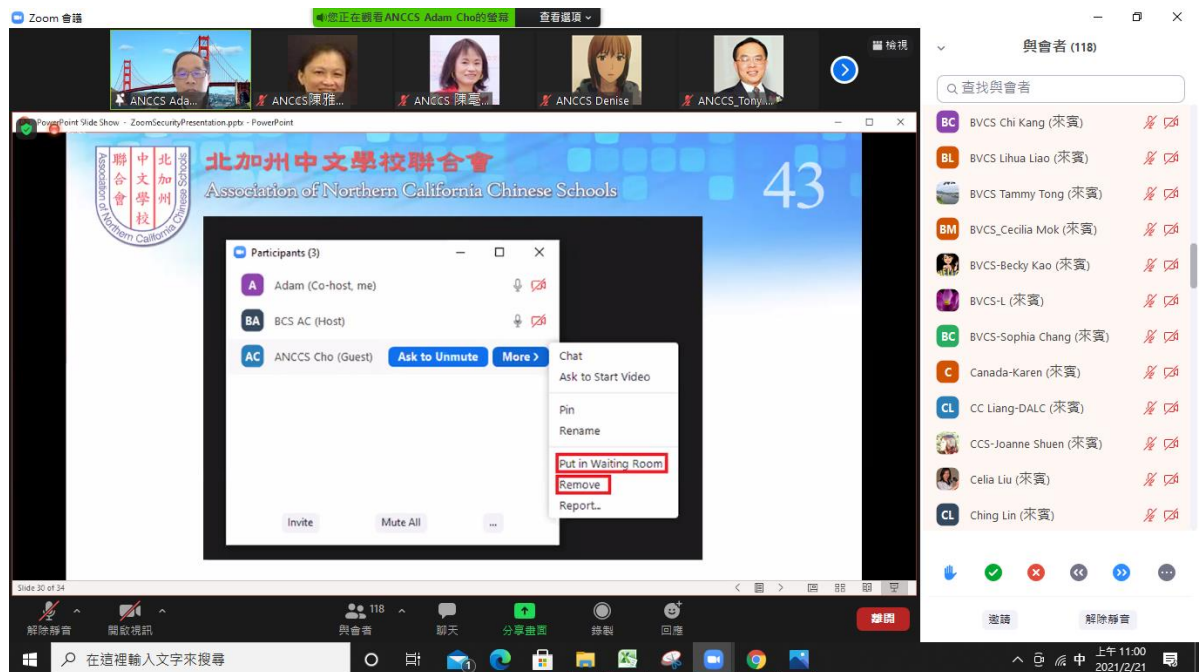 Zoom 會議
您正在觀看ANCCS Adam Cho的螢幕
查看選項
檢視
ANCCS Ada...
ANCCS陳雅...
ANCCS Denise
ANCCS_Tony...
PowerPoint Slide Show - ZoomSecurityPresentation.pptx - PowerPoint
聯合會
中文學校
北加州
Association of Northern California Chinese Schools
北加州中文學校聯合會
Association of Northern California Chinese Schools
43
Participants (3)
A Adam (Co-host, me)
BA BCS AC (Host)
AC ANCCS Cho (Guest) Ask to Unmute More >
Chat
Ask to Start Video
Pin
Rename
Put in Waiting Room
Remove
Report...
Invite Mute All ...
Slide 30 of 34
解除靜音
開啟視訊
118
與會者
聊天
分享畫面
錄製
回應
離開
與會者 (118)
查找與會者
BC BVCS Chi Kang (來賓)
BL BVCS Lihua Liao (來賓)
BVCS Tammy Tong (來賓)
BM BVCS_Cecilia Mok (來賓)
BVCS-Becky Kao (來賓)
BVCS-L (來賓)
BC BVCS-Sophia Chang (來賓)
C Canada-Karen (來賓)
CL CC Liang-DALC (來賓)
CCS-Joanne Shuen (來賓)
Celia Liu (來賓)
CL Ching Lin (來賓)
邀請
解除靜音
在這裡輸入文字來搜尋
中
上午 11:00
2021/2/21